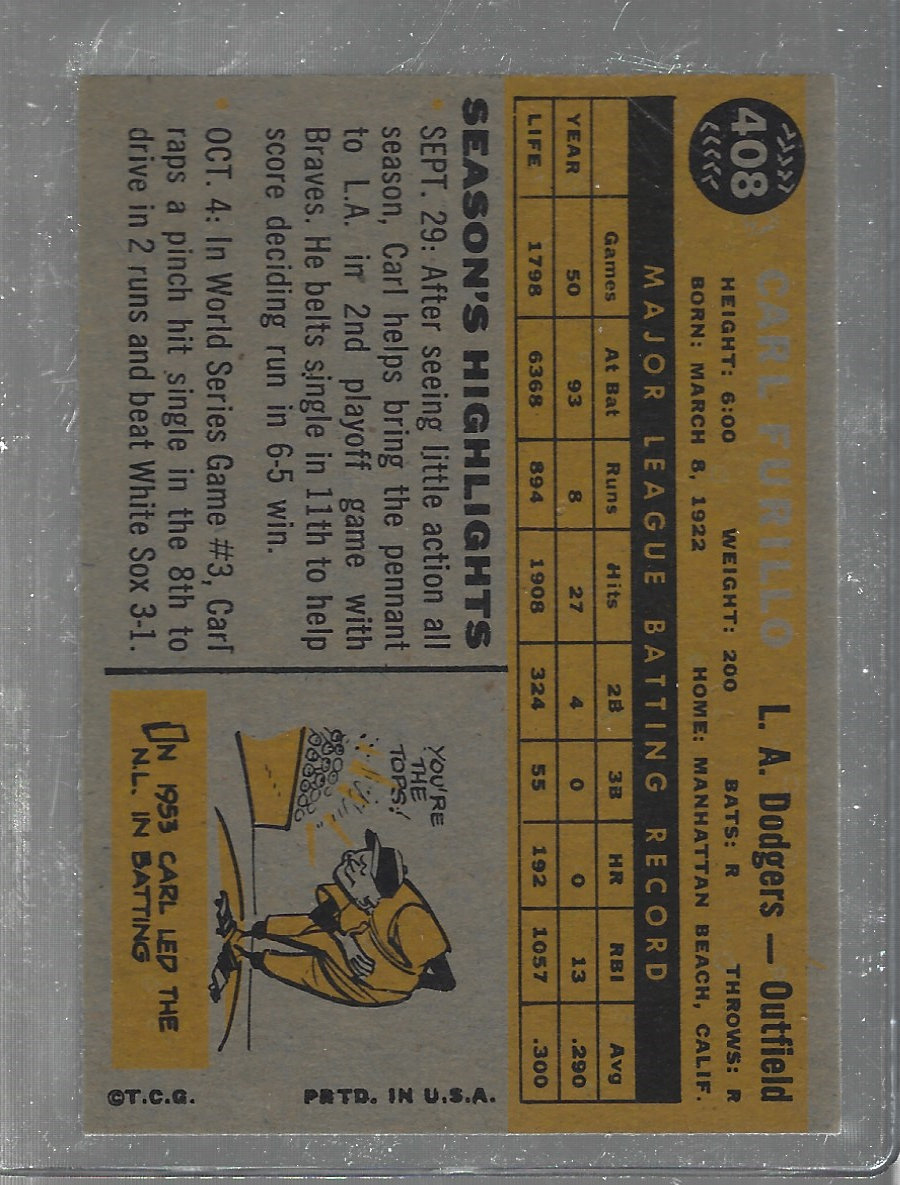 408
CARL FURILLO L. A. Dodgers — Outfield
HEIGHT: 6:00 WEIGHT: 200 BATS: R THROWS: R
BORN: MARCH 8, 1922 HOME: MANHATTAN BEACH, CALIF.
MAJOR LEAGUE BATTING RECORD
Games At Bat Runs Hits 2B 3B HR RBI Avg
YEAR 50 93 8 27 4 0 0 13 .290
LIFE 1798 6368 894 1908 324 55 192 1057 .300
SEASON'S HIGHLIGHTS
• SEPT. 29: After seeing little action all
season, Carl helps bring the pennant
to L.A. in 2nd playoff game with
Braves. He belts single in 11th to help
score deciding run in 6-5 win.
• OCT. 4: In World Series Game #3, Carl
raps a pinch hit single in the 8th to
drive in 2 runs and beat White Sox 3-1.
YOU'RE
THE
TOPS!
IN 1953 CARL LED THE
N.L. IN BATTING
©T.C.G. PRTD. IN U.S.A.